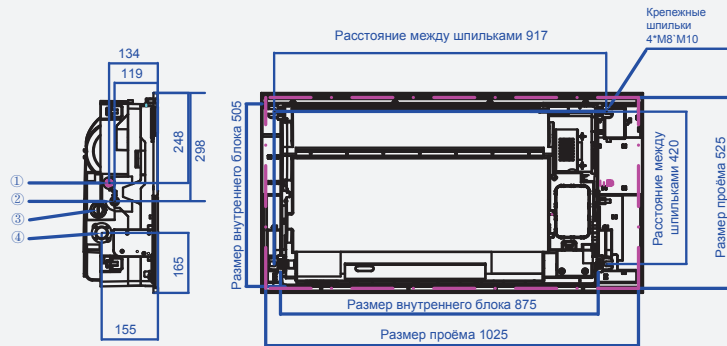 134
119
248
298
①
②
③
④
165
155
Расстояние между шпильками 917
Крепежные
шпильки
4*M8`M10
Размер внутреннего блока 505
Расстояние между
шпильками 420
Размер проёма 525
Размер внутреннего блока 875
Размер проёма 1025